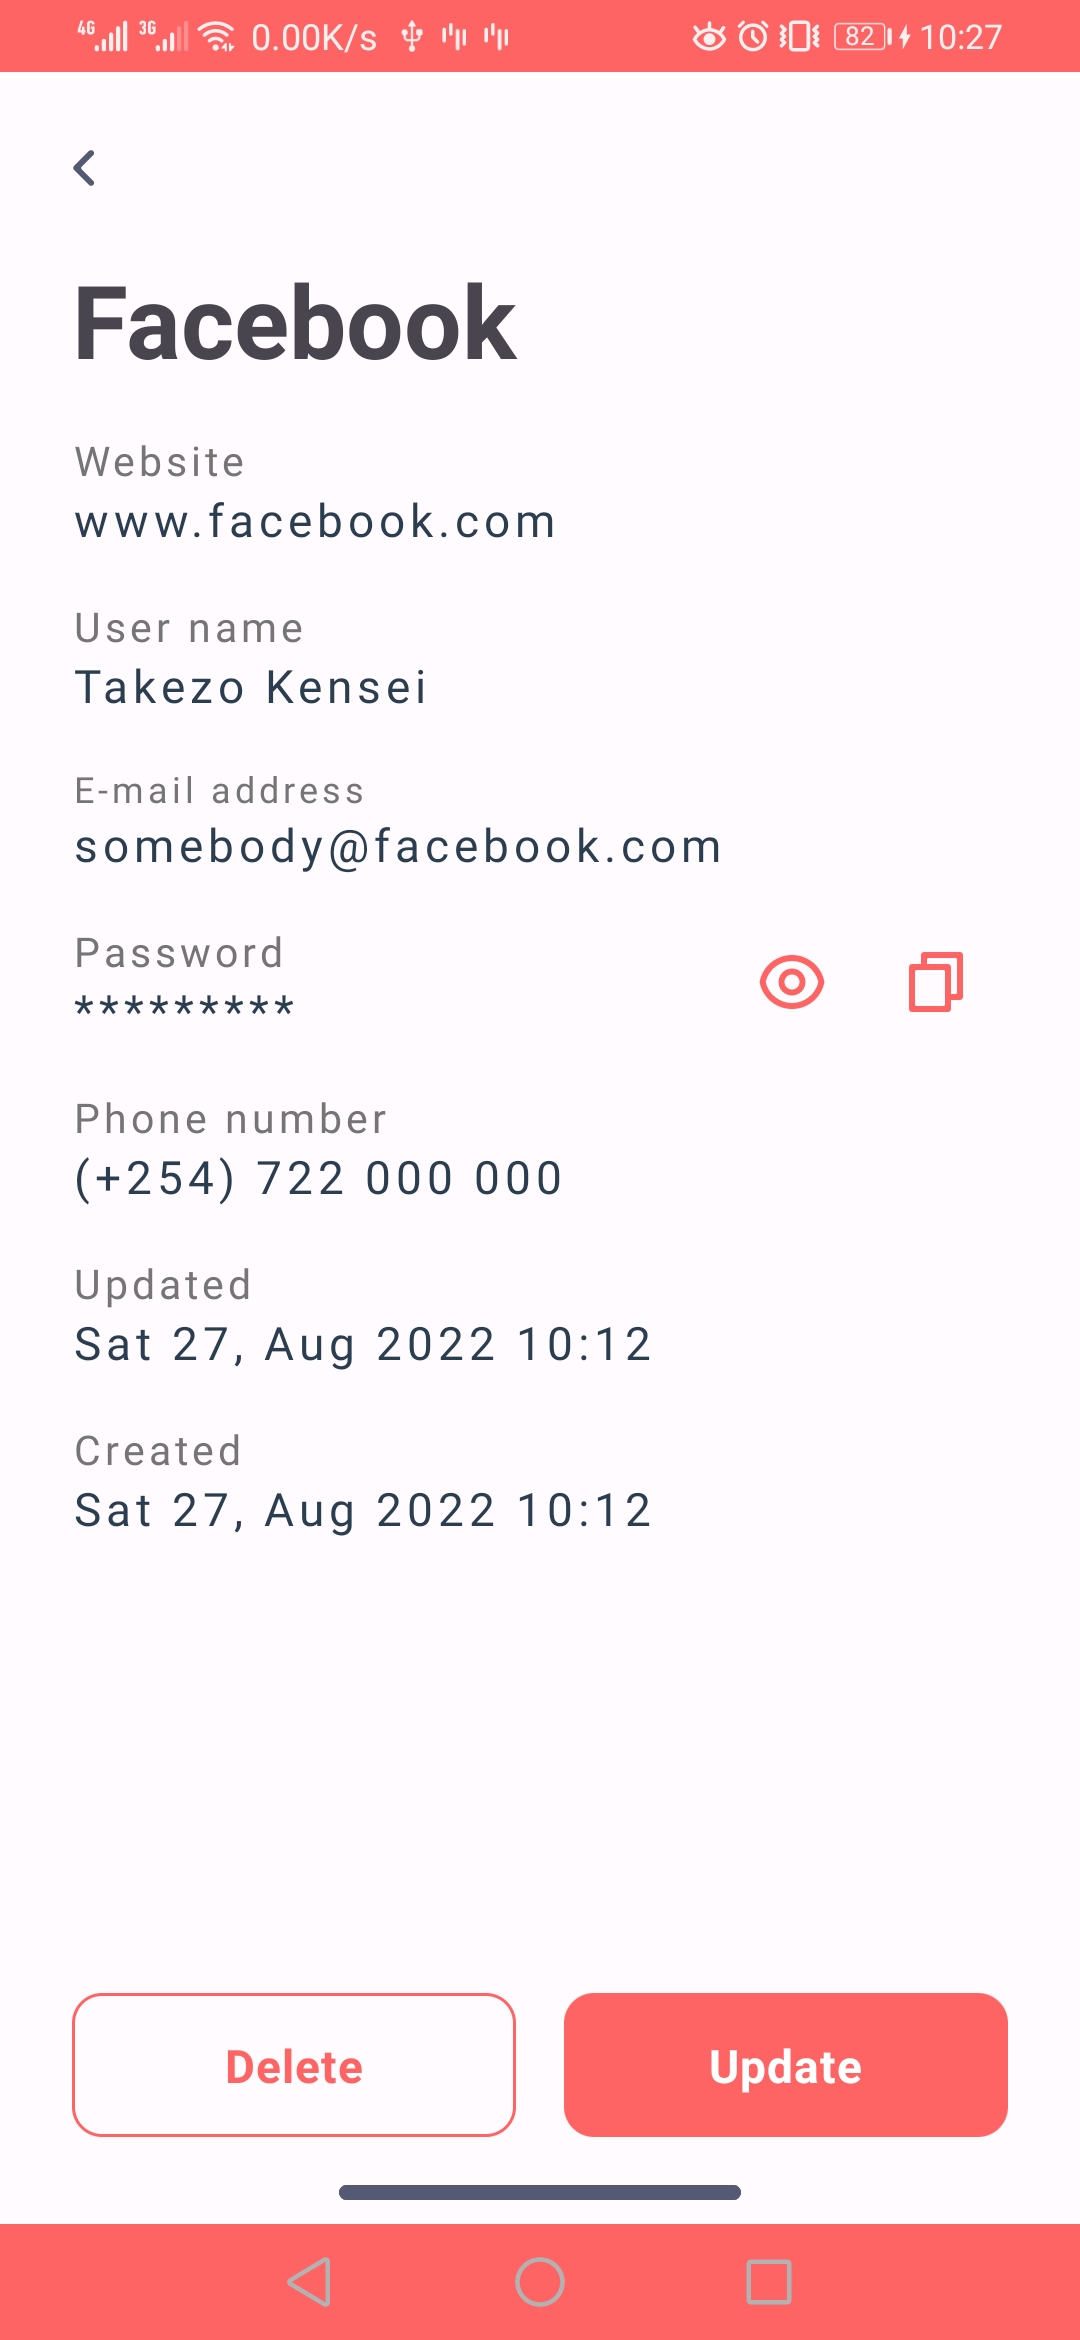 4G 3G 0.00K/s 82 10:27
Facebook
Website
www.facebook.com
User name
Takezo Kensei
E-mail address
somebody@facebook.com
Password
*********
Phone number
(+254) 722 000 000
Updated
Sat 27, Aug 2022 10:12
Created
Sat 27, Aug 2022 10:12
Delete Update